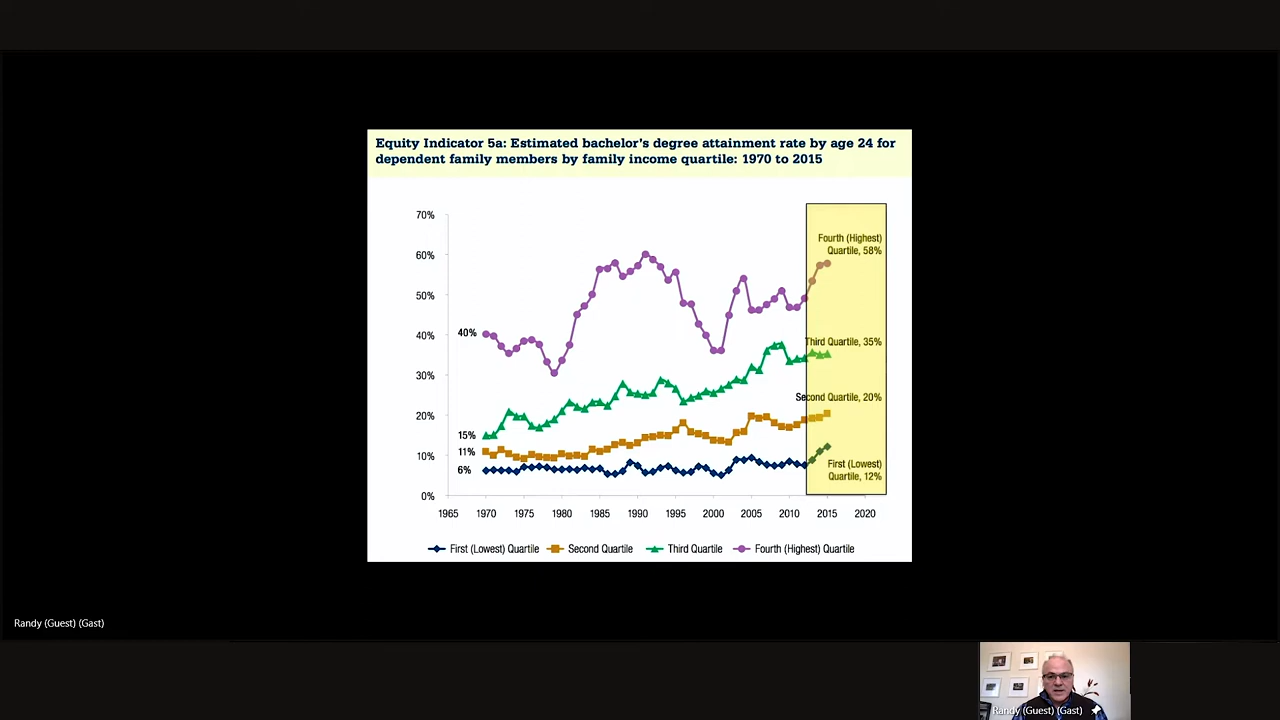 Equity Indicator 5a: Estimated bachelor's degree attainment rate by age 24 for
dependent family members by family income quartile: 1970 to 2015
70%
60%
50%
40%
30%
20%
10%
0%
40%
15%
11%
6%
Fourth (Highest)
Quartile, 58%
Third Quartile, 35%
Second Quartile, 20%
First (Lowest)
Quartile, 12%
1965 1970 1975 1980 1985 1990 1995 2000 2005 2010 2015 2020
First (Lowest) Quartile Second Quartile Third Quartile Fourth (Highest) Quartile
Randy (Guest) (Gast)
Randy (Guest) (Gast)